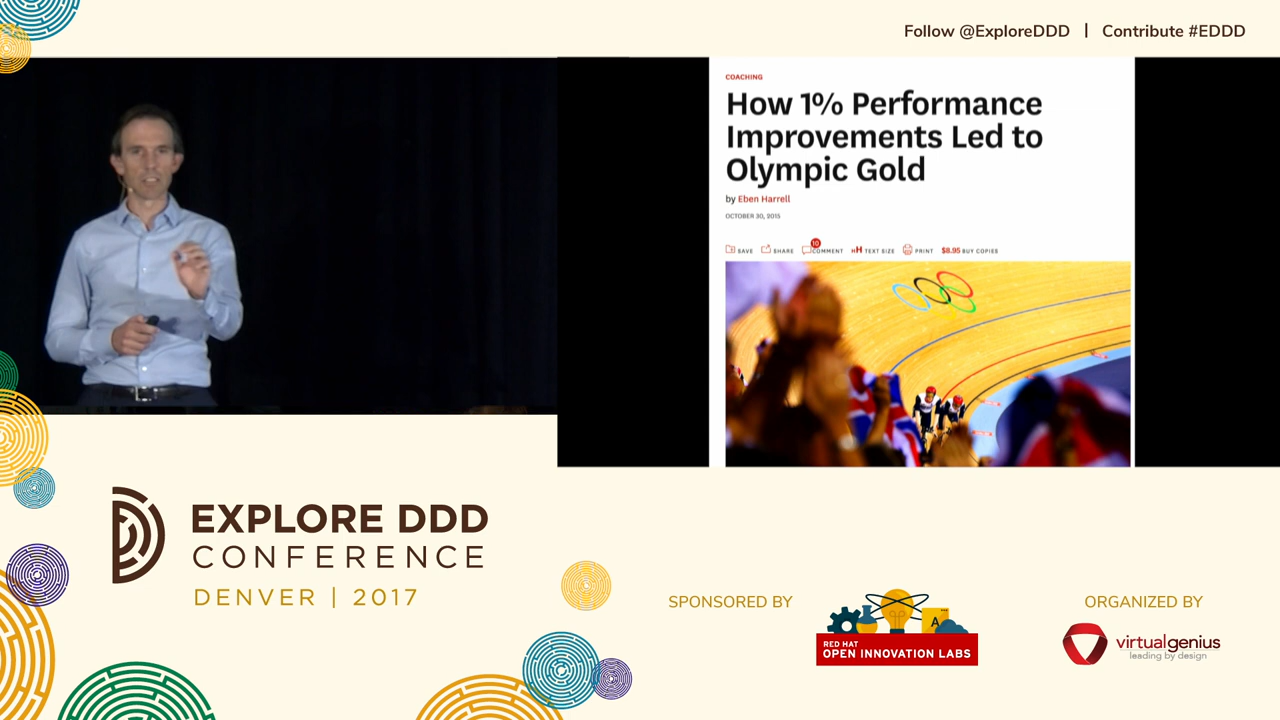 Follow @ExploreDDD | Contribute #EDDD
COACHING
How 1% Performance
Improvements Led to
Olympic Gold
by Eben Harrell
OCTOBER 30, 2015
SAVE SHARE 10 COMMENT HH TEXT SIZE PRINT $8.95 BUY COPIES
EXPLORE DDD
CONFERENCE
DENVER | 2017
SPONSORED BY
A
RED HAT
OPEN INNOVATION LABS
ORGANIZED BY
virtualgenius
leading by design